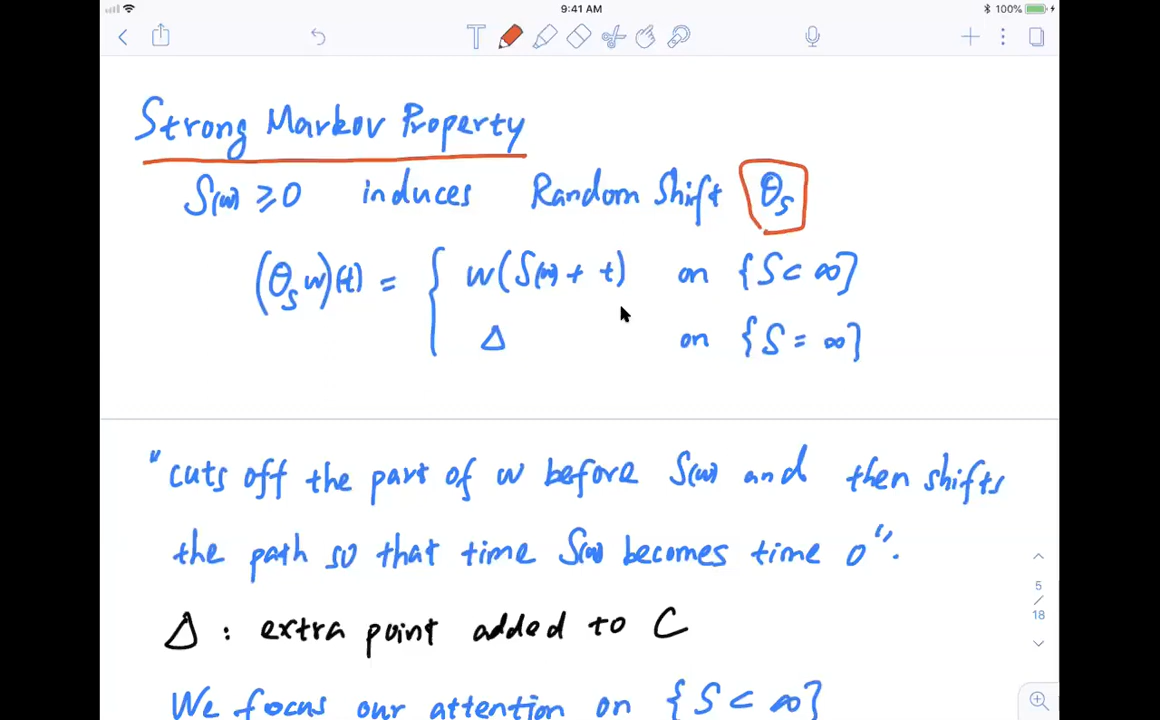 9:41 AM
100%
T
Strong Markov Property
S(w) ≥ 0 induces Random Shift θ_S
(θ_S w)(t) = { w(S(w) + t) on {S < ∞}
Δ on {S = ∞}
"cuts off the part of w before S(w) and then shifts
the path so that time S(w) becomes time 0".
Δ : extra point added to C
We focus our attention on {S < ∞}
5
/
18